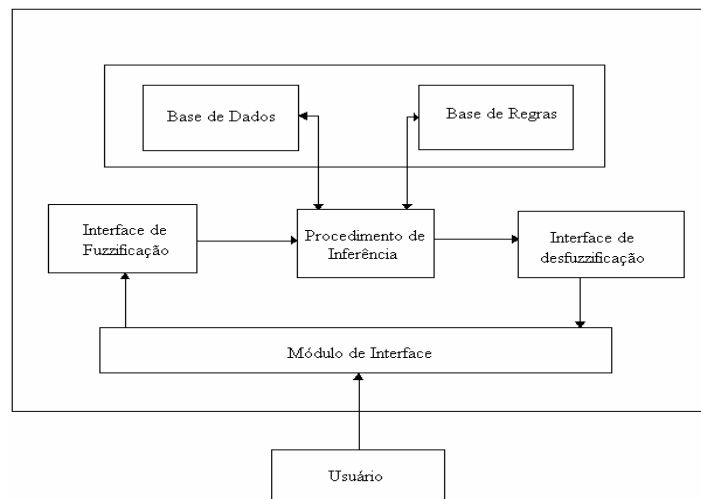 Base de Dados
Base de Regras
Interface de
Fuzzificação
Procedimento de
Inferência
Interface de
desfuzzificação
Módulo de Interface
Usuário